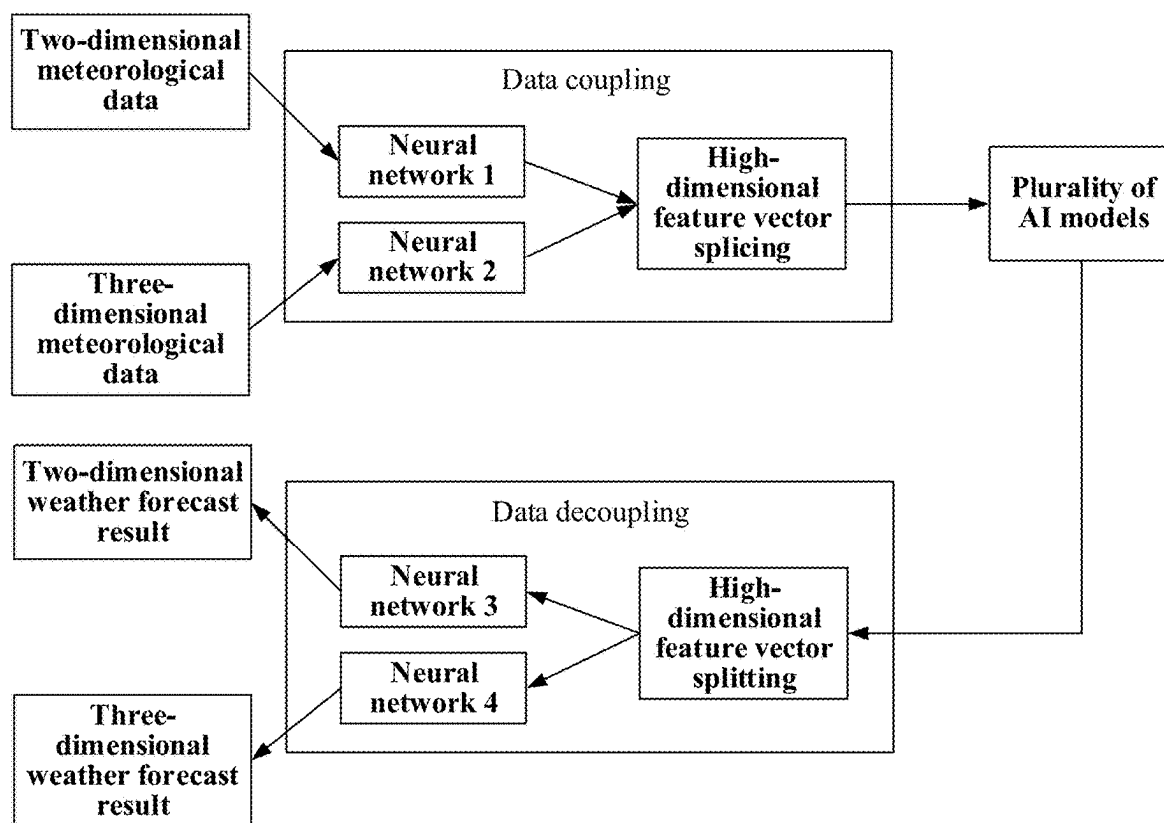 Two-dimensional
meteorological
data
Data coupling
Neural
network 1
High-
dimensional
feature vector
splicing
Plurality of
AI models
Neural
network 2
Three-
dimensional
meteorological
data
Two-dimensional
weather forecast
result
Data decoupling
Neural
network 3
High-
dimensional
feature vector
splitting
Neural
network 4
Three-
dimensional
weather forecast
result